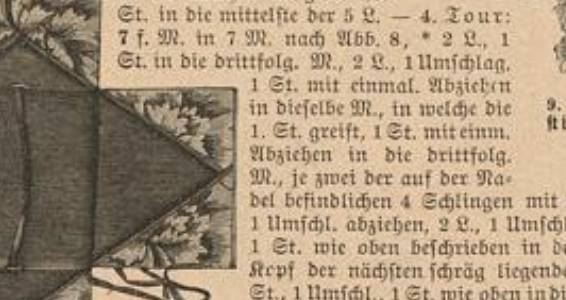 St. in die mittelste der 5 L. — 4. Tour:
7 f. M. in 7 M. nach Abb. 8, * 2 L., 1
St. in die drittfolg. M., 2 L., 1 Umschlag.
1 St. mit einmal. Abziehen
in dieselbe M., in welche die
1. St. greift, 1 St. mit einm.
Abziehen in die drittfolg.
M., je zwei der auf der Na-
del befindlichen 4 Schlingen mit
1 Umschl. abziehen, 2 L., 1 Umschl
1 St. wie oben beschrieben in
Kopf der nächsten schräg liegende
St., 1 Umschl., 1 St. wie oben in di
9.